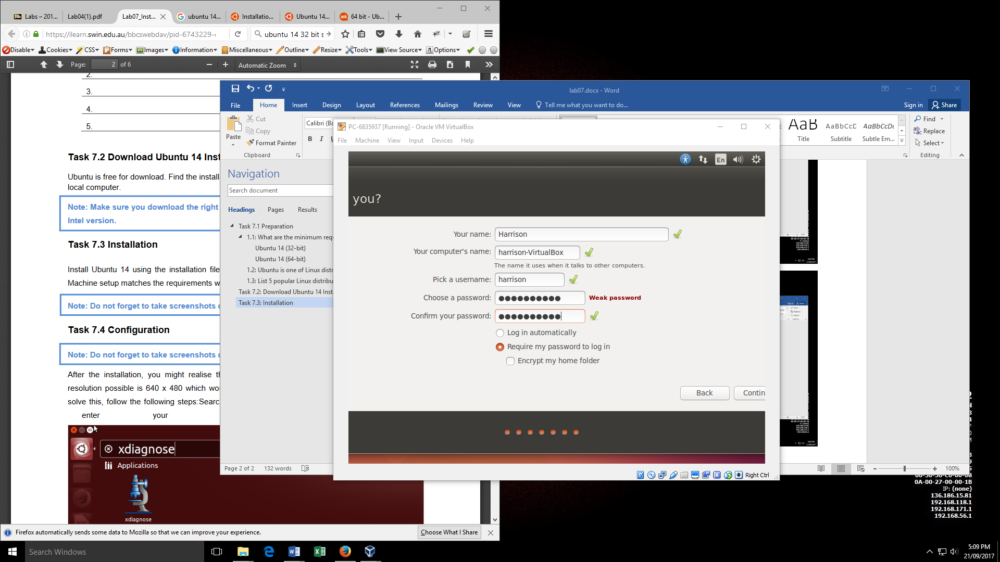 Labs – 201...
Lab04(1).pdf
Lab07_Inst...
ubuntu 14...
Installatio...
Ubuntu 14...
64 bit - Ub...
https://ilearn.swin.edu.au/bbcswebdav/pid-6743229-
ubuntu 14 32 bit s
Disable
Cookies
CSS
Forms
Images
Information
Miscellaneous
Outline
Resize
Tools
View Source
Options
Page: 2 of 6
Automatic Zoom
2.
3.
4.
5.
Task 7.2 Download Ubuntu 14 Inst
Ubuntu is free for download. Find the install
local computer.
Note: Make sure you download the right
Intel version.
Task 7.3 Installation
Install Ubuntu 14 using the installation file
Machine setup matches the requirements w
Note: Do not forget to take screenshots
Task 7.4 Configuration
Note: Do not forget to take screenshots
After the installation, you might realise th
resolution possible is 640 x 480 which wou
solve this, follow the following steps:Search
enter your
xdiagnose
Applications
xdiagnose
Firefox automatically sends some data to Mozilla so that we can improve your experience.
Choose What I Share
lab07.docx - Word
File
Home
Insert
Design
Layout
References
Mailings
Review
View
Tell me what you want to do...
Sign in
Share
Paste
Cut
Copy
Format Painter
Clipboard
Calibri (Bo
B I U
AaB
Title
AaBbCcD
Subtitle
AaBbCcDc
Subtle Em...
Find
Replace
Select
Editing
Navigation
Search document
Headings
Pages
Results
Task 7.1 Preparation
1.1: What are the minimum requ
Ubuntu 14 (32-bit)
Ubuntu 14 (64-bit)
1.2: Ubuntu is one of Linux distr
1.3: List 5 popular Linux distribu
Task 7.2: Download Ubuntu 14 Inst
Task 7.3: Installation
Page 2 of 2
132 words
100%
PC-6835937 [Running] - Oracle VM VirtualBox
File
Machine
View
Input
Devices
Help
En
you?
Your name: Harrison
Your computer's name: harrison-VirtualBox
The name it uses when it talks to other computers.
Pick a username: harrison
Choose a password: ●●●●●●●●●● Weak password
Confirm your password: ●●●●●●●●●●
Log in automatically
Require my password to log in
Encrypt my home folder
Back
Contin
Right Ctrl
0A-00-27-00-00-1B
IP: (none)
136.186.15.81
192.168.118.1
192.168.171.1
192.168.56.1
Search Windows
5:09 PM
21/09/2017